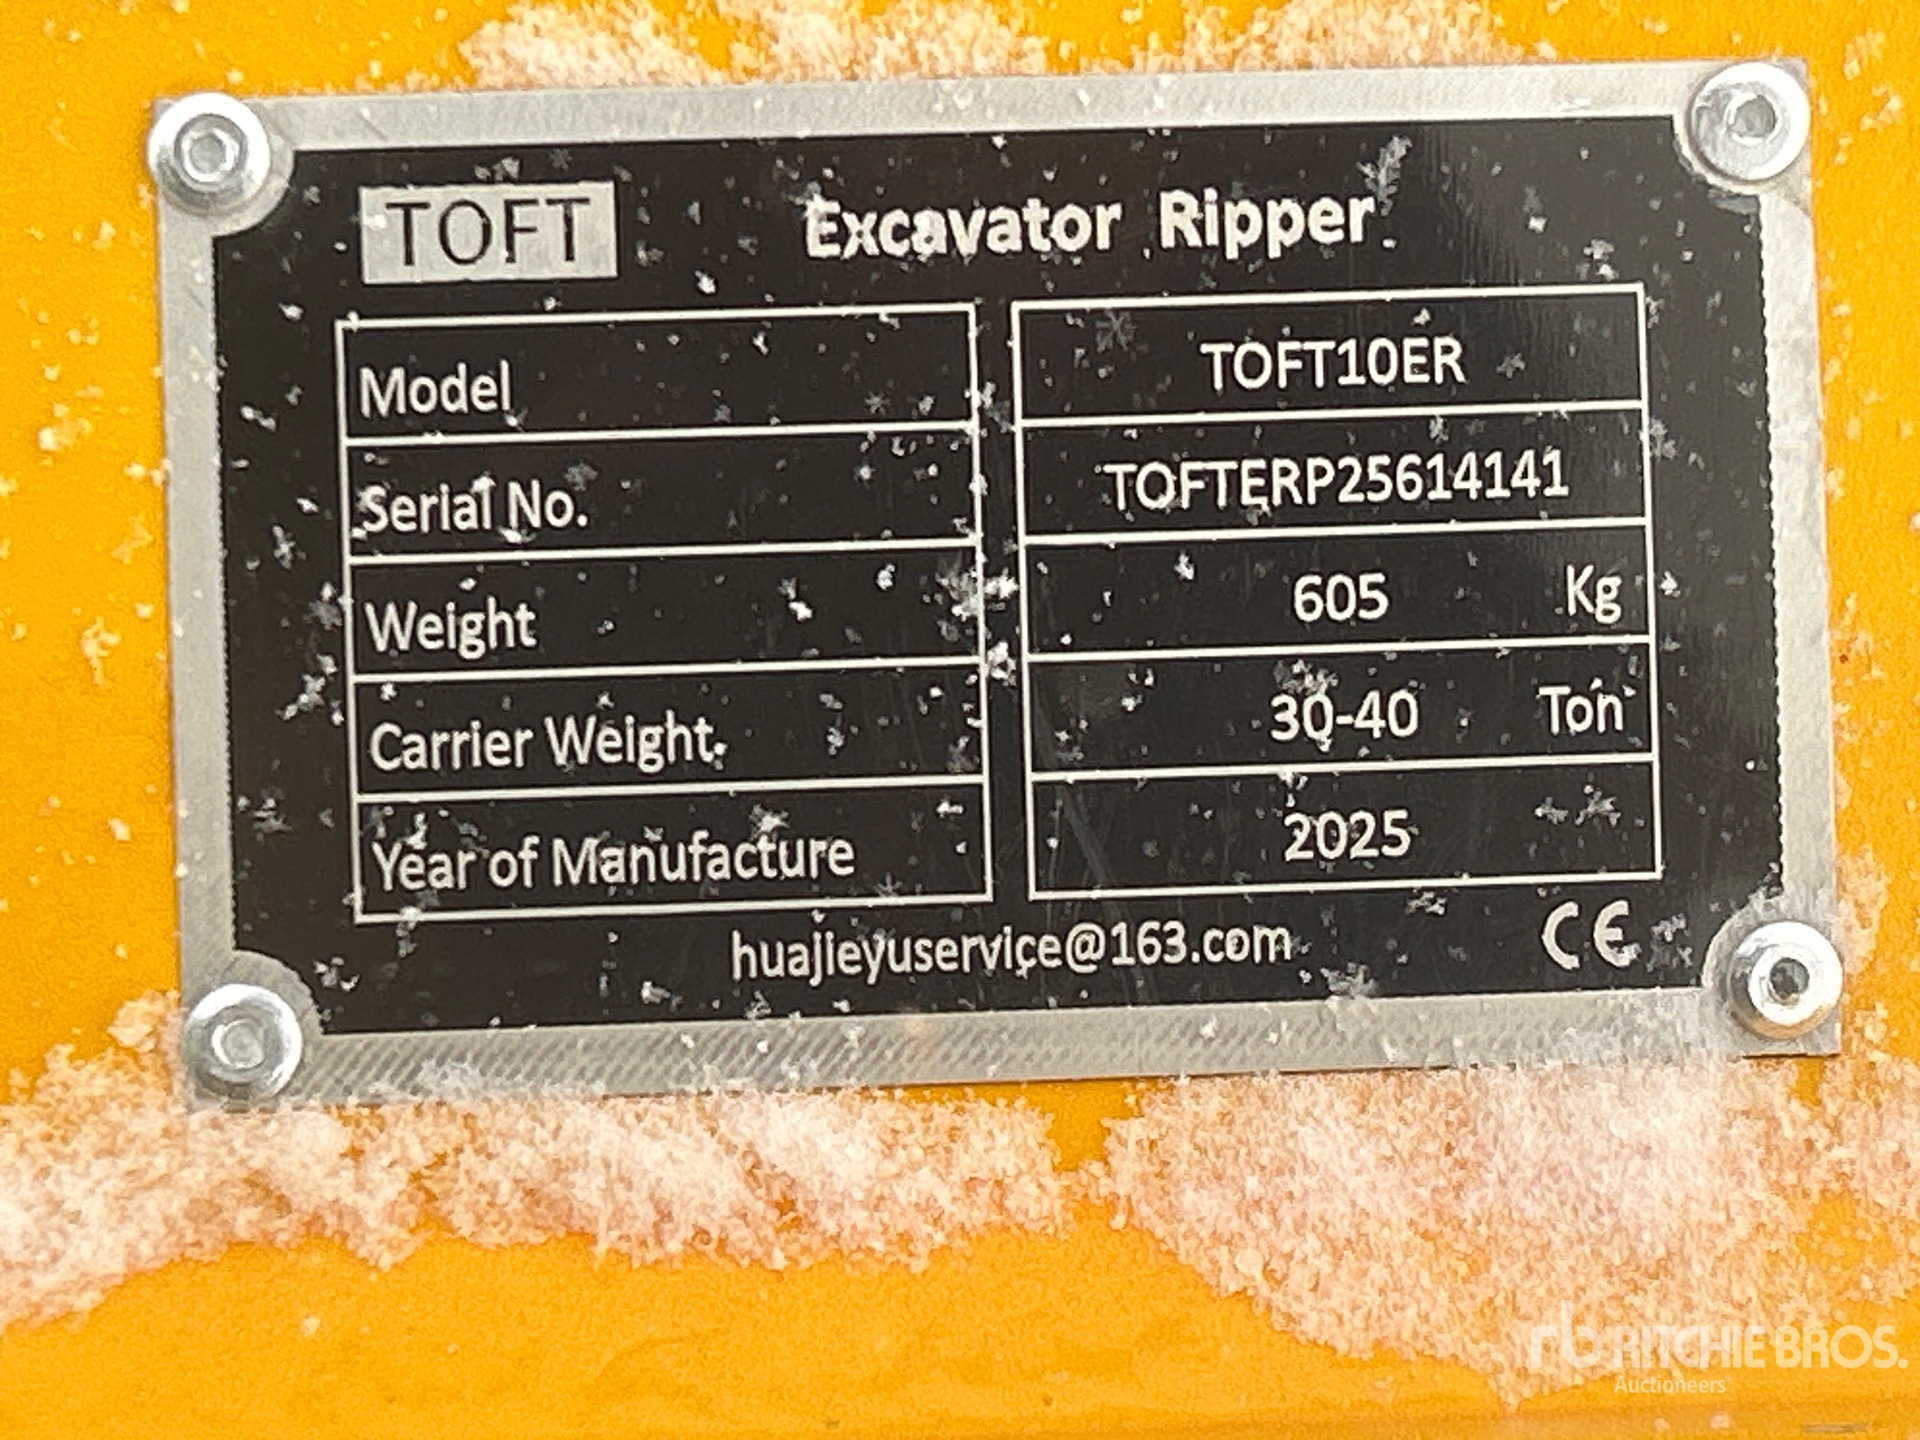 TOFT Excavator Ripper
Model TOFT10ER
Serial No. TOFTERP25614141
Weight 605 Kg
Carrier Weight 30-40 Ton
Year of Manufacture 2025
huajieyuservice@163.com CE
rb RITCHIE BROS.
Auctioneers